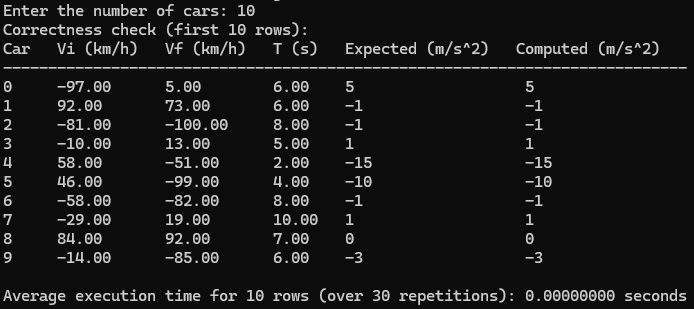 Enter the number of cars: 10
Correctness check (first 10 rows):
Car Vi (km/h) Vf (km/h) T (s) Expected (m/s^2) Computed (m/s^2)
--------------------------------------------------------------------------------
0 -97.00 5.00 6.00 5 5
1 92.00 73.00 6.00 -1 -1
2 -81.00 -100.00 8.00 -1 -1
3 -10.00 13.00 5.00 1 1
4 58.00 -51.00 2.00 -15 -15
5 46.00 -99.00 4.00 -10 -10
6 -58.00 -82.00 8.00 -1 -1
7 -29.00 19.00 10.00 1 1
8 84.00 92.00 7.00 0 0
9 -14.00 -85.00 6.00 -3 -3
Average execution time for 10 rows (over 30 repetitions): 0.00000000 seconds